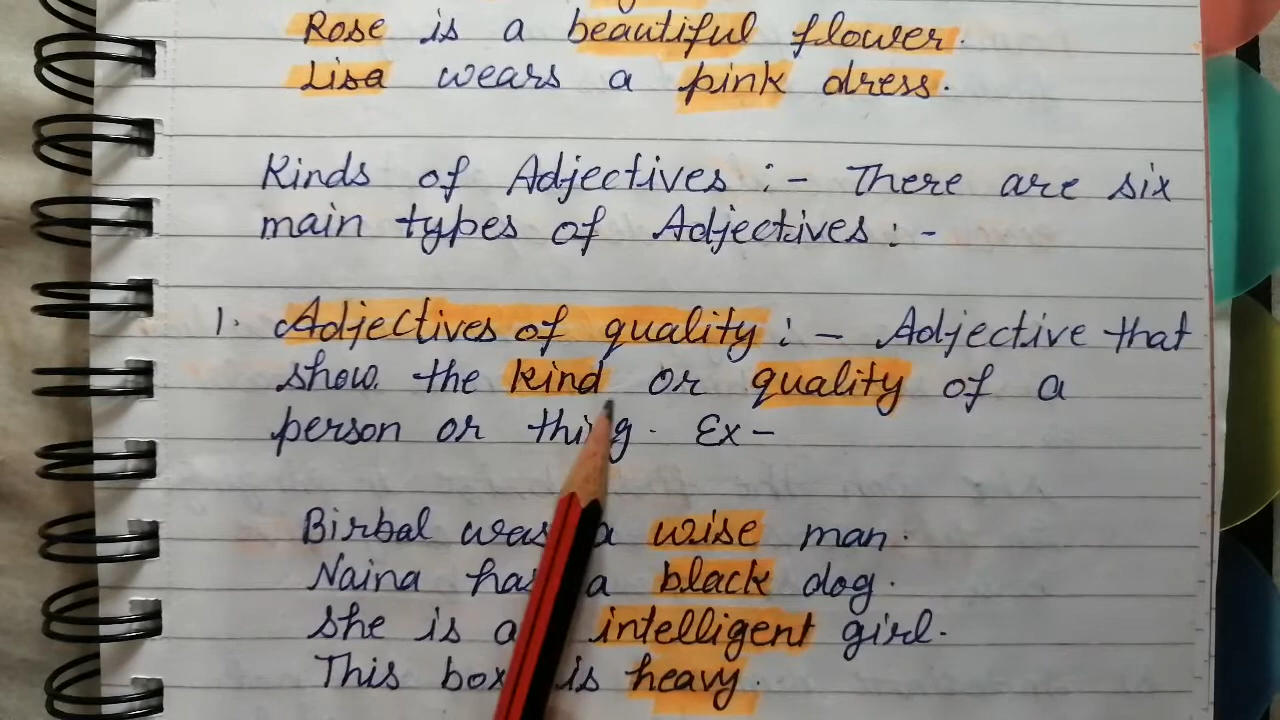 Rose is a beautiful flower.
Lisa wears a pink dress.
Kinds of Adjectives :- There are six
main types of Adjectives :-
1. Adjectives of quality :- Adjective that
show the kind or quality of a
person or thing. Ex-
Birbal was a wise man.
Naina has a black dog.
She is a intelligent girl.
This box is heavy.